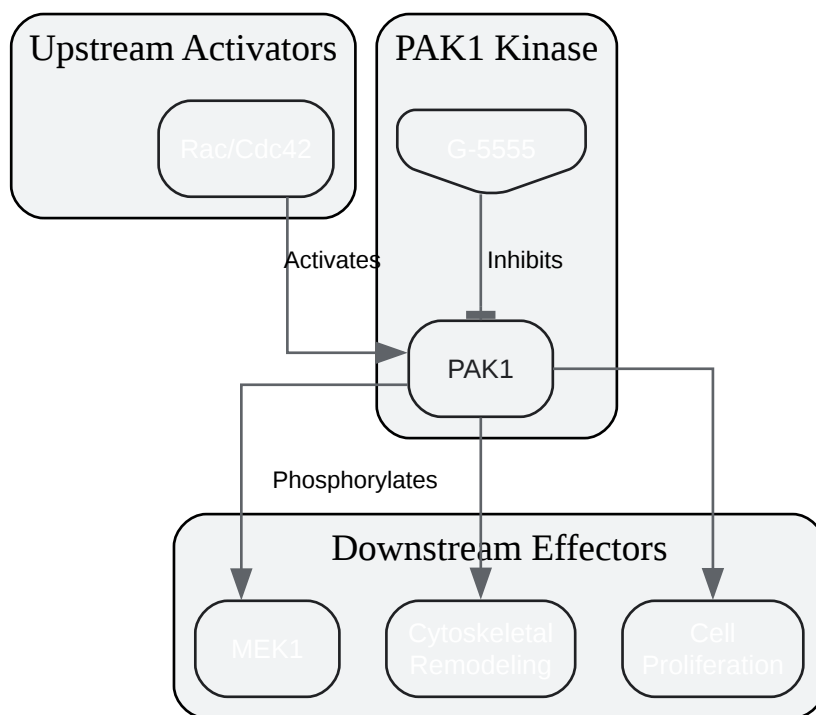 Upstream Activators
PAK1 Kinase
Rac/Cdc42
G-5555
Activates
Inhibits
PAK1
Phosphorylates
Downstream Effectors
MEK1
Cytoskeletal
Remodeling
Cell
Proliferation